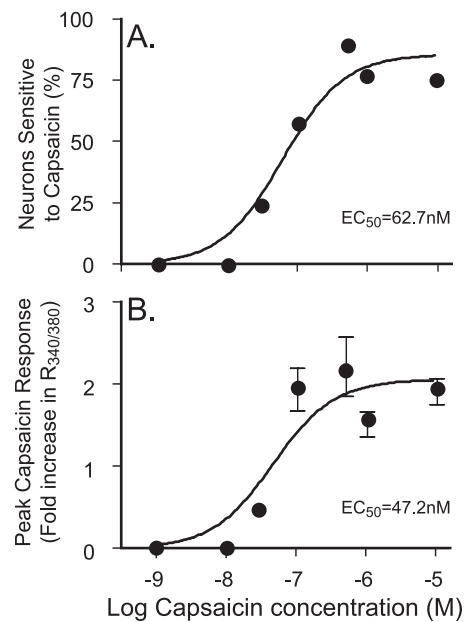 A.
100
75
50
25
0
Neurons Sensitive
to Capsaicin (%)
EC50=62.7nM
B.
3
2
1
0
Peak Capsaicin Response
(Fold increase in R340/380)
EC50=47.2nM
-9 -8 -7 -6 -5
Log Capsaicin concentration (M)